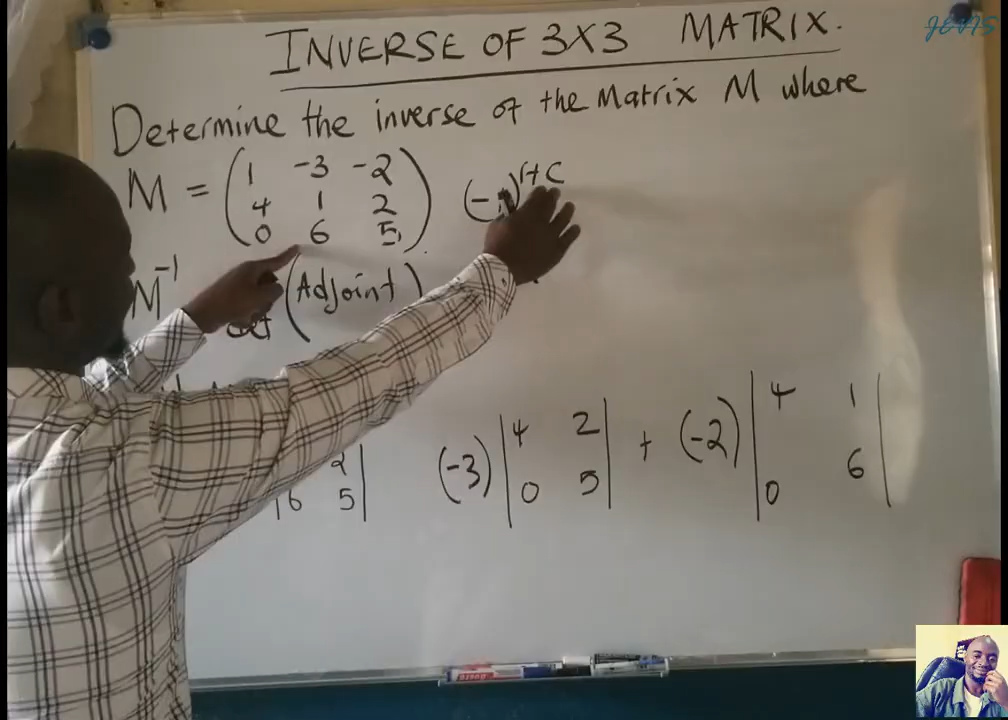 JEVIS
INVERSE OF 3X3 MATRIX.
Determine the inverse of the Matrix M where
M = ( 1 -3 -2
4 1 2
0 6 5 ) (-1)^r+c
M^-1 det (Adjoint)
2
6 5 | (-3) | 4 2
0 5 | + (-2) | 4 1
0 6 |